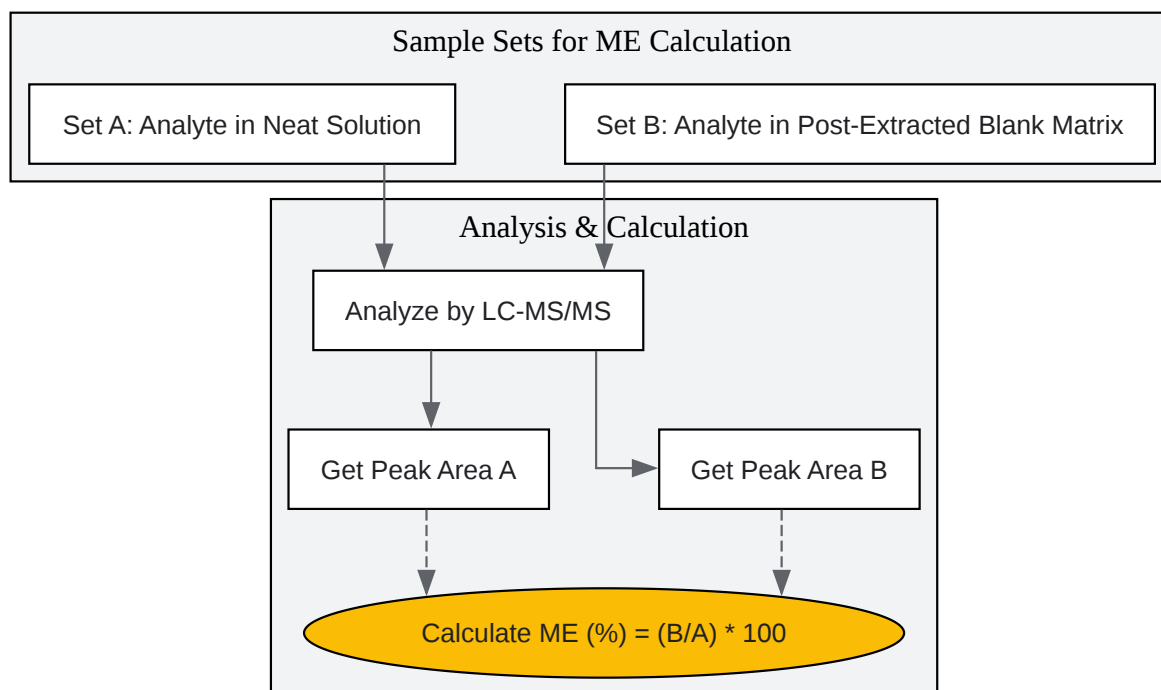 Sample Sets for ME Calculation
Set A: Analyte in Neat Solution
Set B: Analyte in Post-Extracted Blank Matrix
Analysis & Calculation
Analyze by LC-MS/MS
Get Peak Area A
Get Peak Area B
Calculate ME (%) = (B/A) * 100